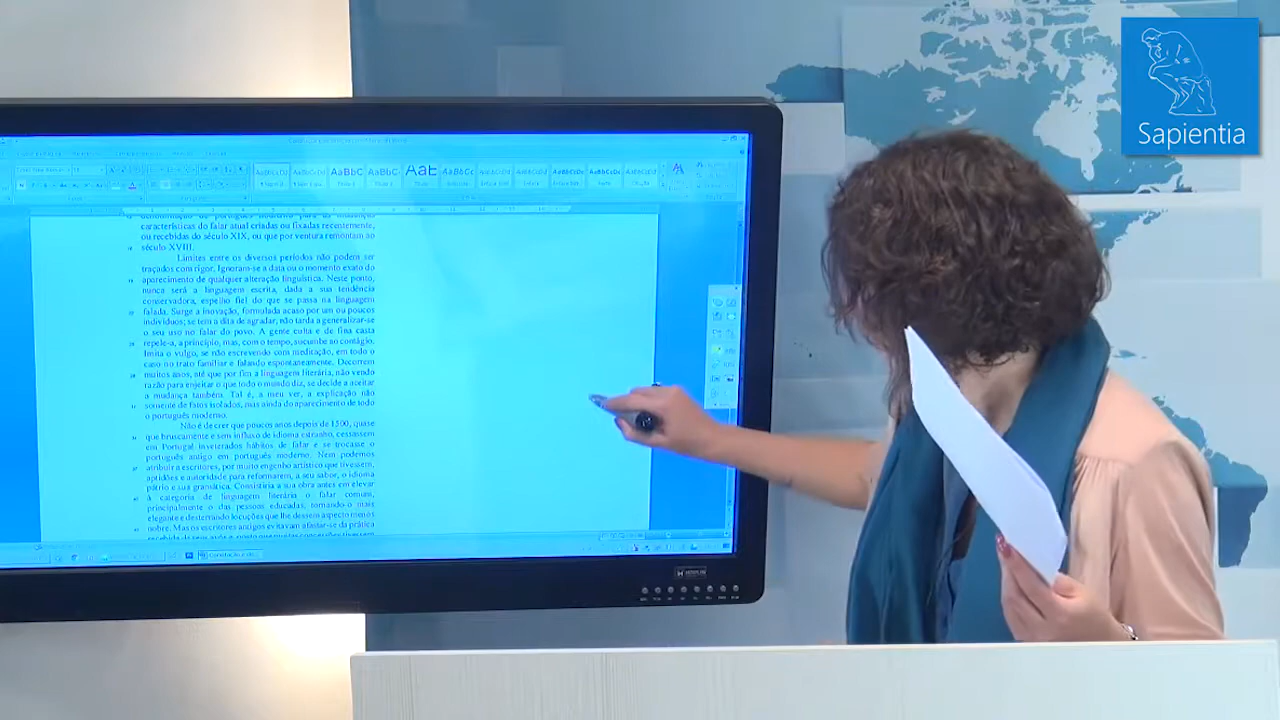 Sapientia
AaBbCcDd
AaBbC
AaBbC
AaB
AaBbCc
características do falar atual criadas ou fixadas recentemente,
ou recebidas do século XIX, ou que por ventura remontam ao
século XVIII.
Limites entre os diversos períodos não podem ser
traçados com rigor. Ignoram-se a data ou o momento exato do
aparecimento de qualquer alteração linguística. Neste ponto,
nunca será a linguagem escrita, dada a sua tendência
conservadora, espelho fiel do que se passa na linguagem
falada. Surge a inovação, formulada acaso por um ou poucos
indivíduos; se tem a dita de agradar, não tarda a generalizar-se
o seu uso no falar do povo. A gente culta e de fina casta
repele-a, a princípio, mas, com o tempo, sucumbe ao contágio.
Imita o vulgo, se não escrevendo com meditação, em todo o
caso no trato familiar e falando espontaneamente. Decorrem
muitos anos, até que por fim a linguagem literária, não vendo
razão para enjeitar o que todo o mundo diz, se decide a aceitar
a mudança também. Tal é, a meu ver, a explicação não
somente de fatos isolados, mas ainda do aparecimento de todo
o português moderno.
Não é de crer que poucos anos depois de 1500, quase
que bruscamente e sem influxo de idioma estranho, cessassem
em Portugal inveterados hábitos de falar e se trocasse o
português antigo em português moderno. Nem podemos
atribuir a escritores, por muito engenho artístico que tivessem,
aptidões e autoridade para reformarem, a seu sabor, o idioma
pátrio e sua gramática. Consistiria a sua obra antes em elevar
à categoria de linguagem literária o falar comum,
principalmente o das pessoas educadas, tornando-o mais
elegante e desterrando locuções que lhe dessem aspecto menos
nobre. Mas os escritores antigos evitavam afastar-se da prática